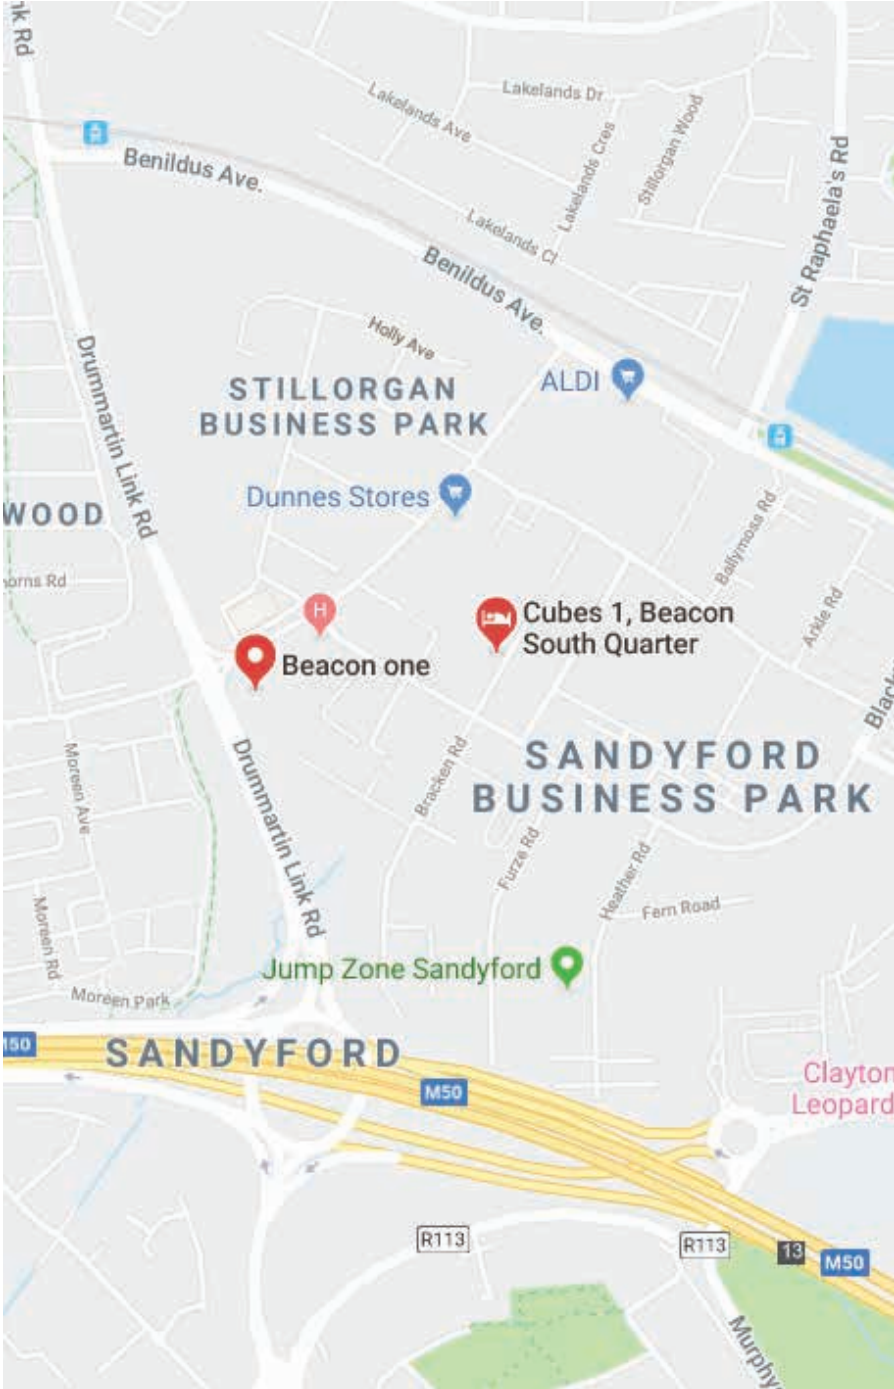 nk Rd
Lakelands Dr
Lakelands Ave
Lakelands Cres
Stillorgan Wood
Benildus Ave.
St Raphaela's Rd
Lakelands Cl
Benildus Ave.
Holly Ave
Drummartin Link Rd
ALDI
STILLORGAN
BUSINESS PARK
Dunnes Stores
WOOD
Ballymoss Rd
orns Rd
H
Arkle Rd
Cubes 1, Beacon
South Quarter
Beacon one
Black
SANDYFORD
BUSINESS PARK
Moreen Ave
Drummartin Link Rd
Bracken Rd
Furze Rd
Heather Rd
Fern Road
Moreen Rd
Jump Zone Sandyford
Moreen Park
M50
SANDYFORD
M50
Clayton
Leopard
R113
R113
13
M50
Murphy